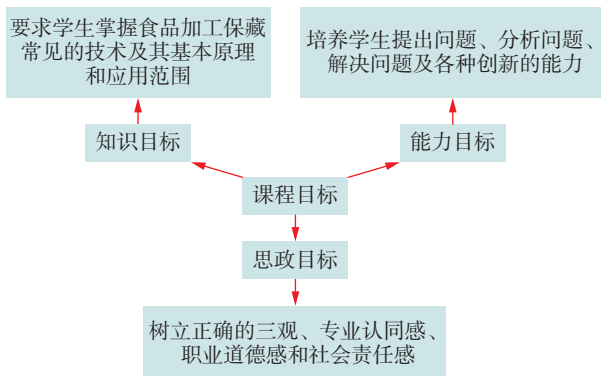 要求学生掌握食品加工保藏
常见的技术及其基本原理
和应用范围
培养学生提出问题、分析问题、
解决问题及各种创新的能力
知识目标
能力目标
课程目标
思政目标
树立正确的三观、专业认同感、
职业道德感和社会责任感